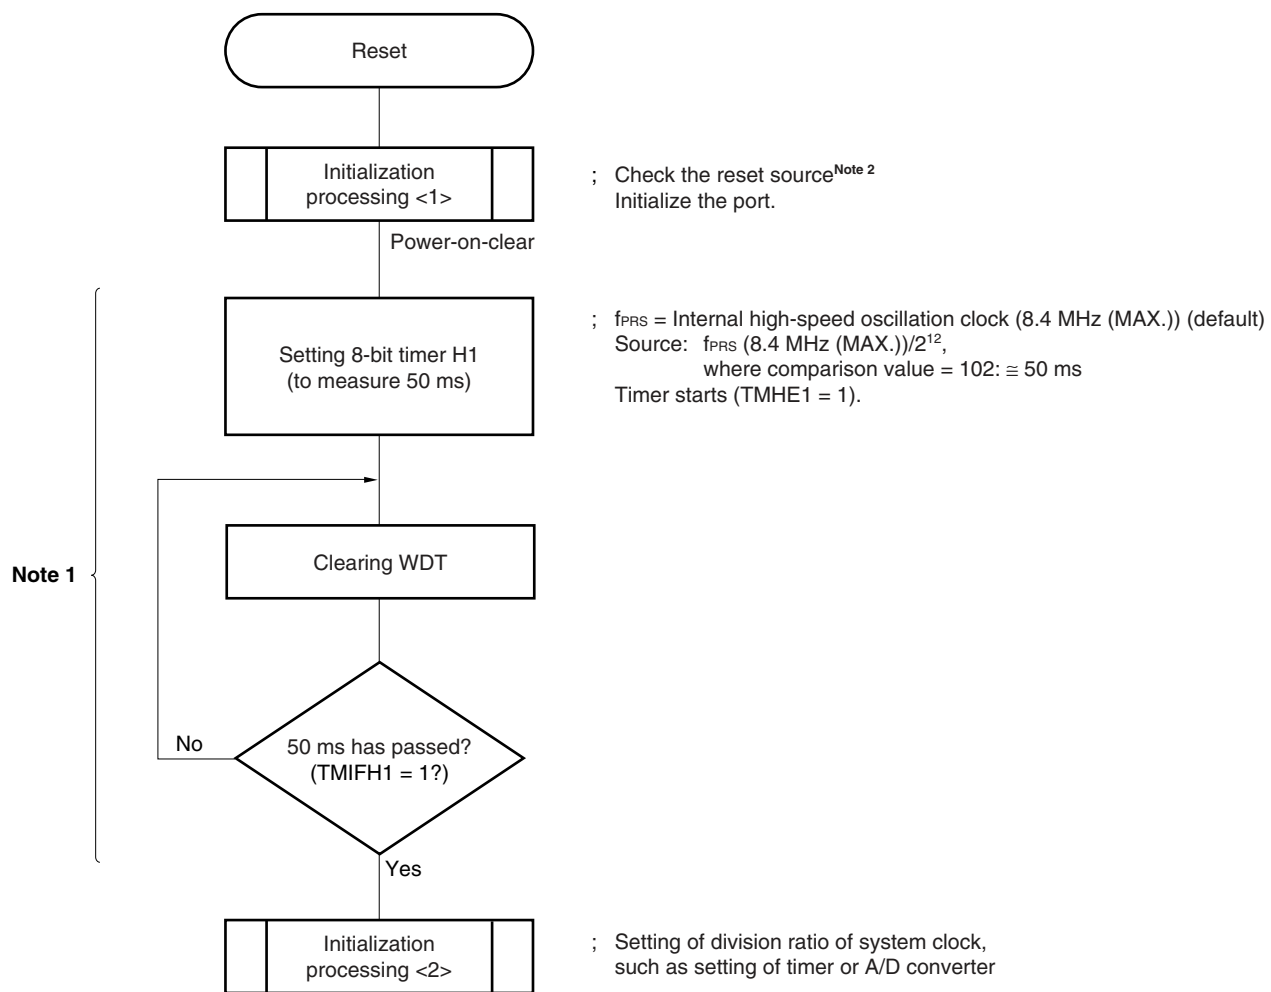 Reset
Initialization
processing <1>
; Check the reset source Note 2
Initialize the port.
Power-on-clear
Setting 8-bit timer H1
(to measure 50 ms)
; fPRS = Internal high-speed oscillation clock (8.4 MHz (MAX.)) (default)
Source: fPRS (8.4 MHz (MAX.))/2¹²,
where comparison value = 102: ≅ 50 ms
Timer starts (TMHE1 = 1).
Note 1
Clearing WDT
No
50 ms has passed?
(TMIFH1 = 1?)
Yes
Initialization
processing <2>
; Setting of division ratio of system clock,
such as setting of timer or A/D converter